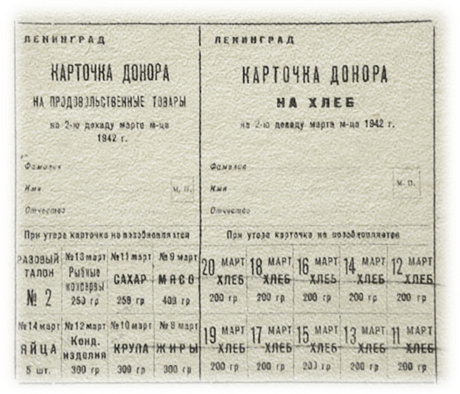 ЛЕНИНГРАД
КАРТОЧКА ДОНОРА
НА ПРОДОВОЛЬСТВЕННЫЕ ТОВАРЫ
на 2-ю декаду марта м-ца
1942 г.
Фамилия
Имя
М. П.
Отчество
При утере карточка не возобновляется
РАЗОВЫЙ ТАЛОН № 2
№ 13 март Рыбные консервы 250 гр
№ 11 март САХАР 250 гр
№ 9 март МЯСО 400 гр
№ 14 март ЯЙЦА 5 шт.
№ 12 март Конд. изделия 300 гр
№ 10 март КРУПА 300 гр
№ 8 март ЖИРЫ 300 гр
ЛЕНИНГРАД
КАРТОЧКА ДОНОРА
НА ХЛЕБ
на 2-ю декаду марта м-ца 1942 г.
Фамилия
Имя
М. П.
Отчество
При утере карточка не возобновляется
20 МАРТ ХЛЕБ 200 гр
18 МАРТ ХЛЕБ 200 гр
16 МАРТ ХЛЕБ 200 гр
14 МАРТ ХЛЕБ 200 гр
12 МАРТ ХЛЕБ 200 гр
19 МАРТ ХЛЕБ 200 гр
17 МАРТ ХЛЕБ 200 гр
15 МАРТ ХЛЕБ 200 гр
13 МАРТ ХЛЕБ 200 гр
11 МАРТ ХЛЕБ 200 гр